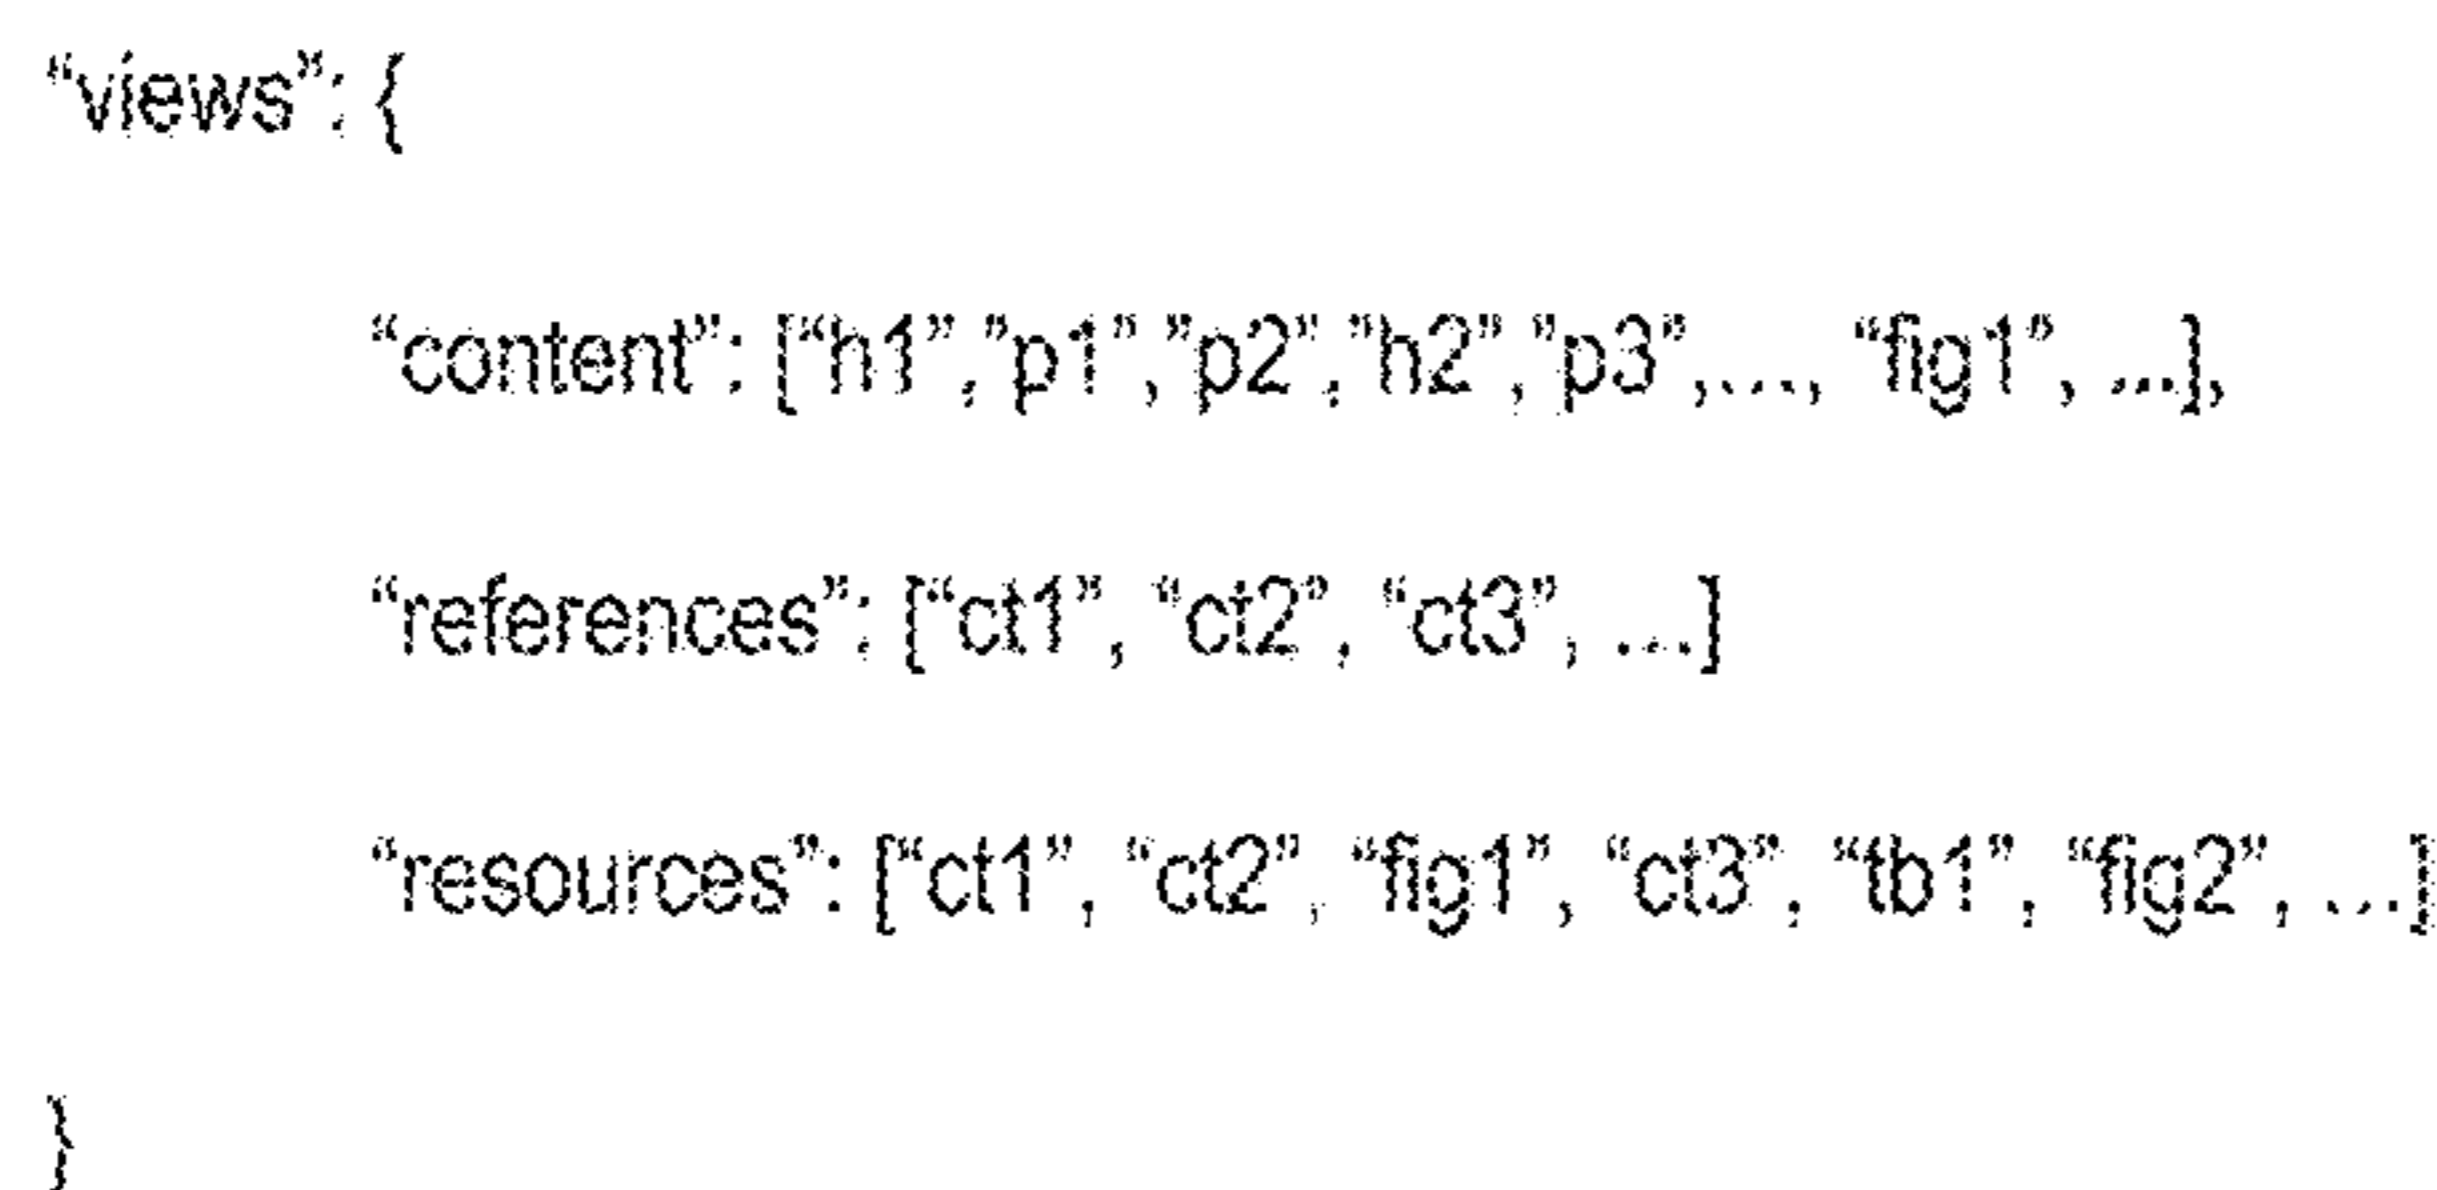 “views”: {
“content”: [“h1”,”p1”,”p2”,”h2”,”p3”,..., “fig1”, ...],
“references”: [“ct1”, “ct2”, “ct3”, ...]
“resources”: [“ct1”, “ct2”, “fig1”, “ct3”, “tb1”, “fig2”, ...]
}